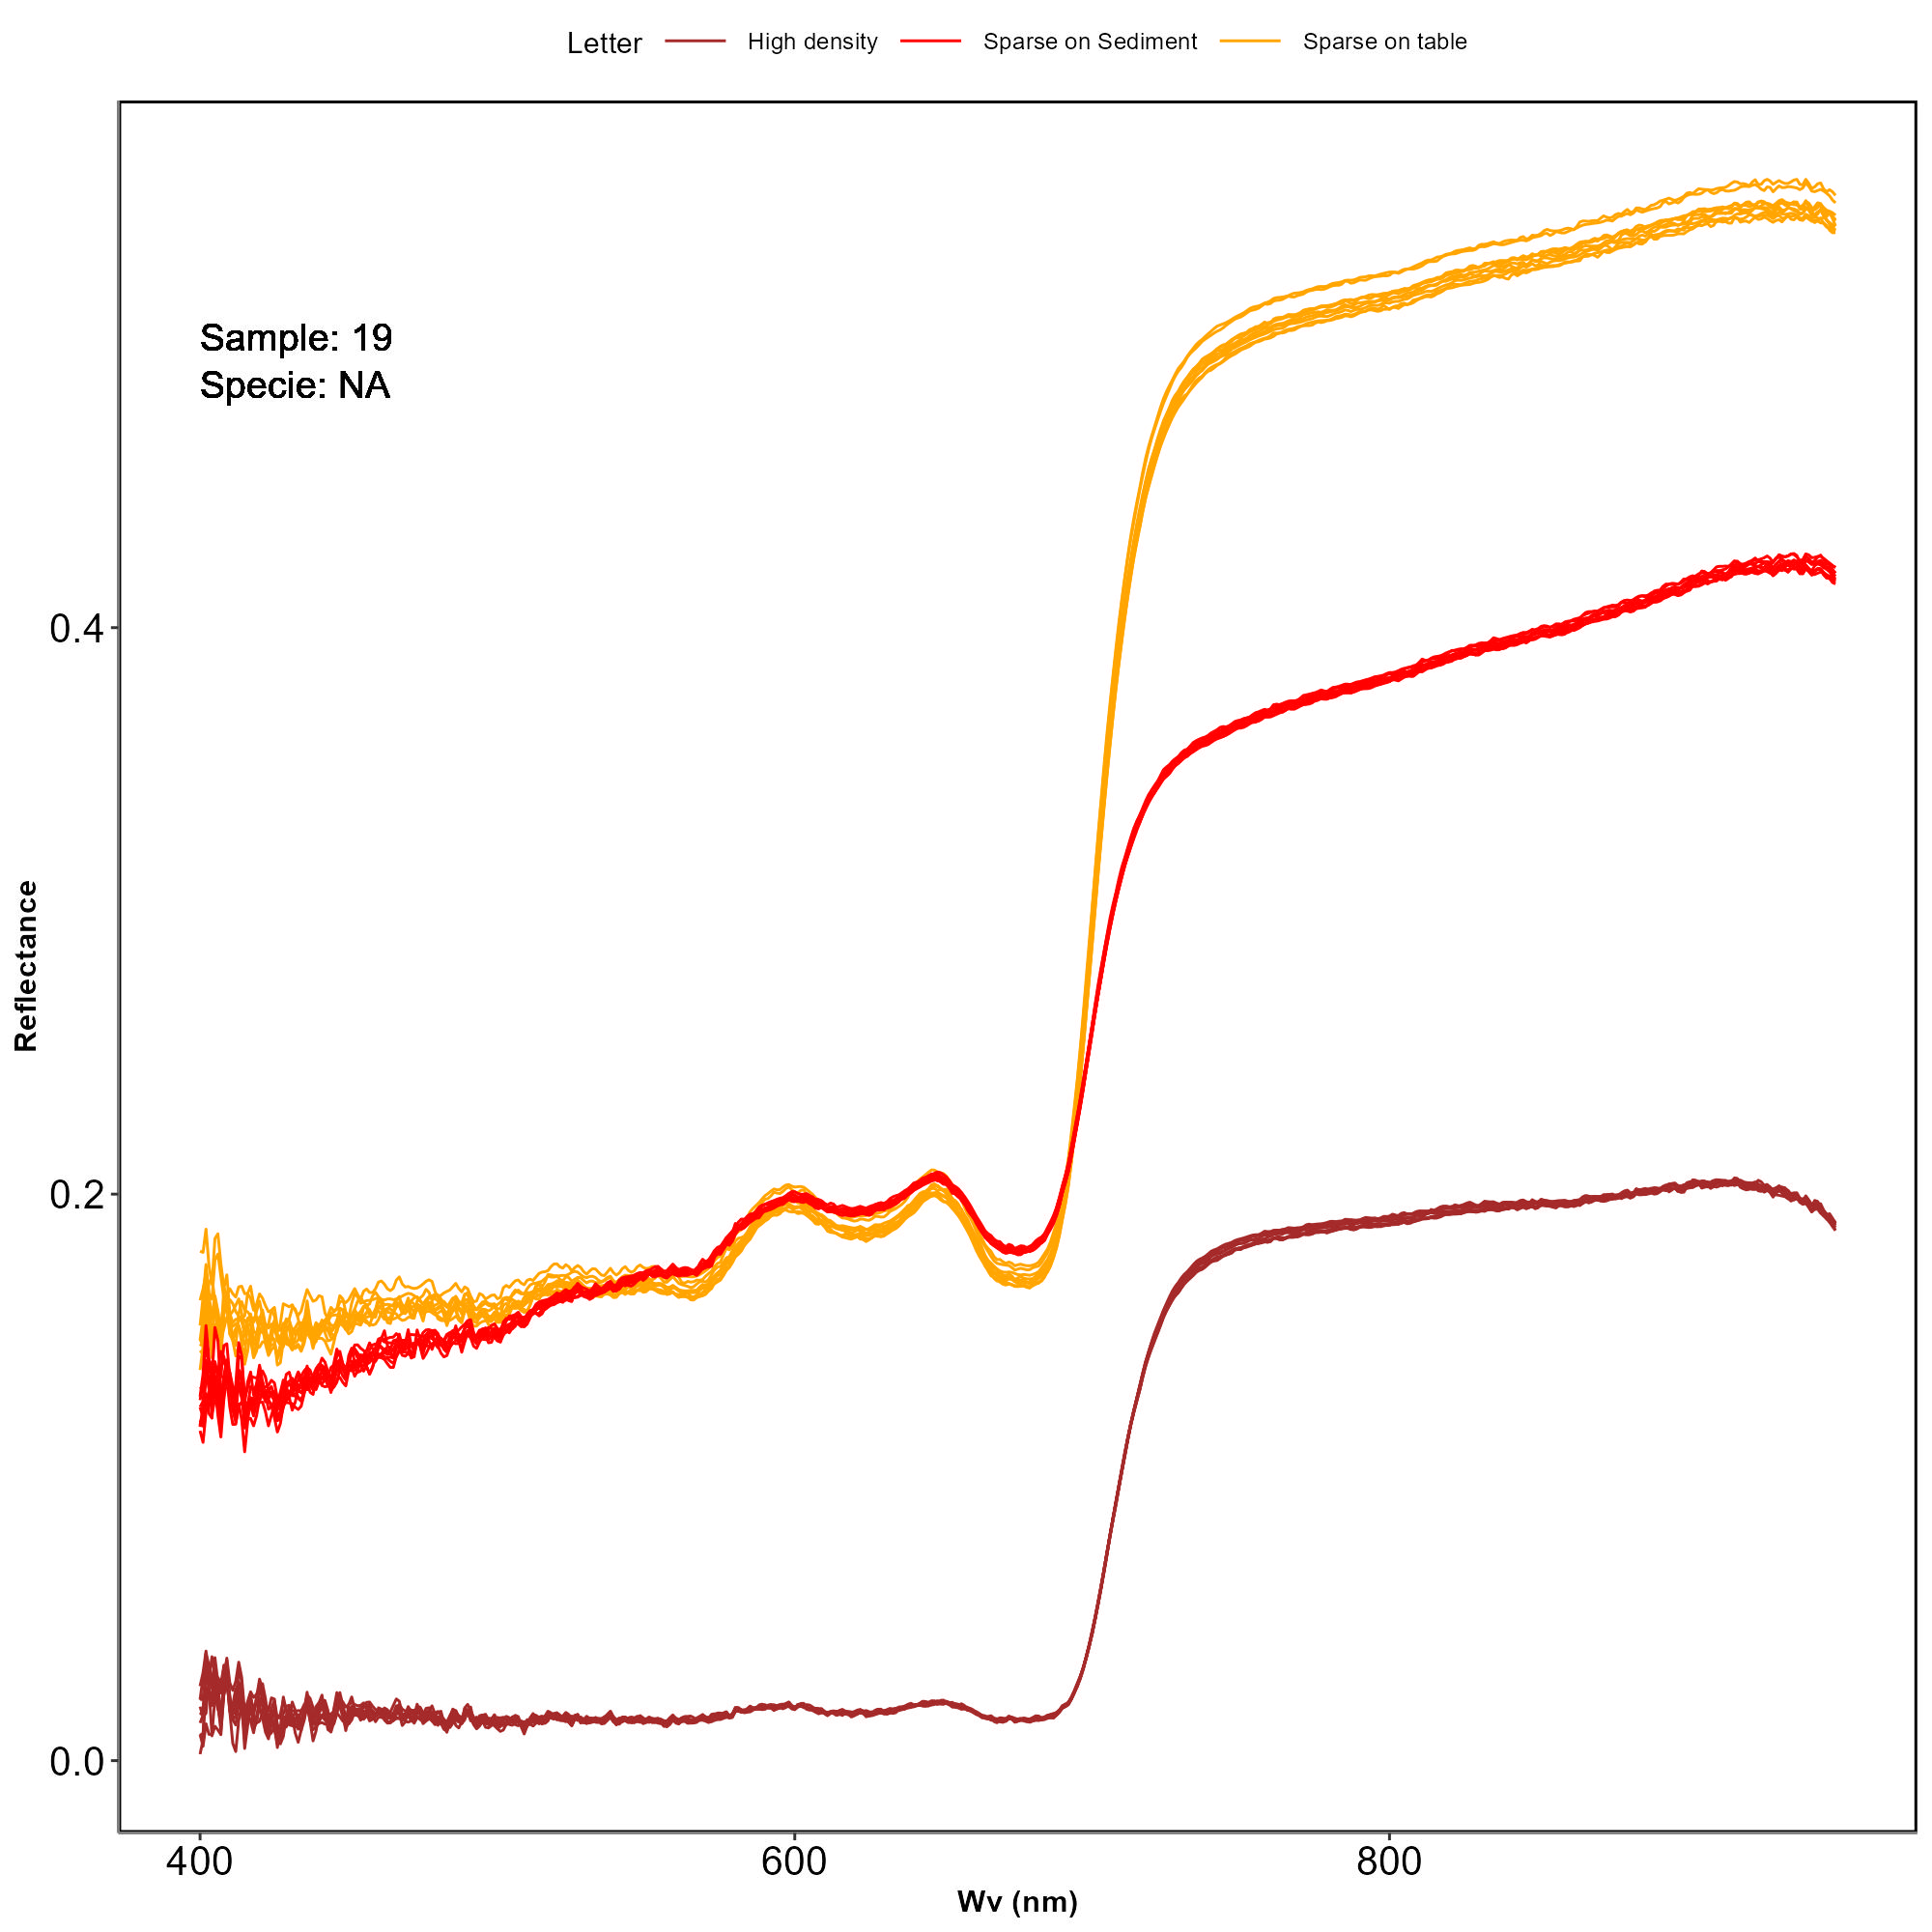 Letter High density Sparse on Sediment Sparse on table
Sample: 19
Specie: NA
0.4
0.2
0.0
Reflectance
400 600 800
Wv (nm)